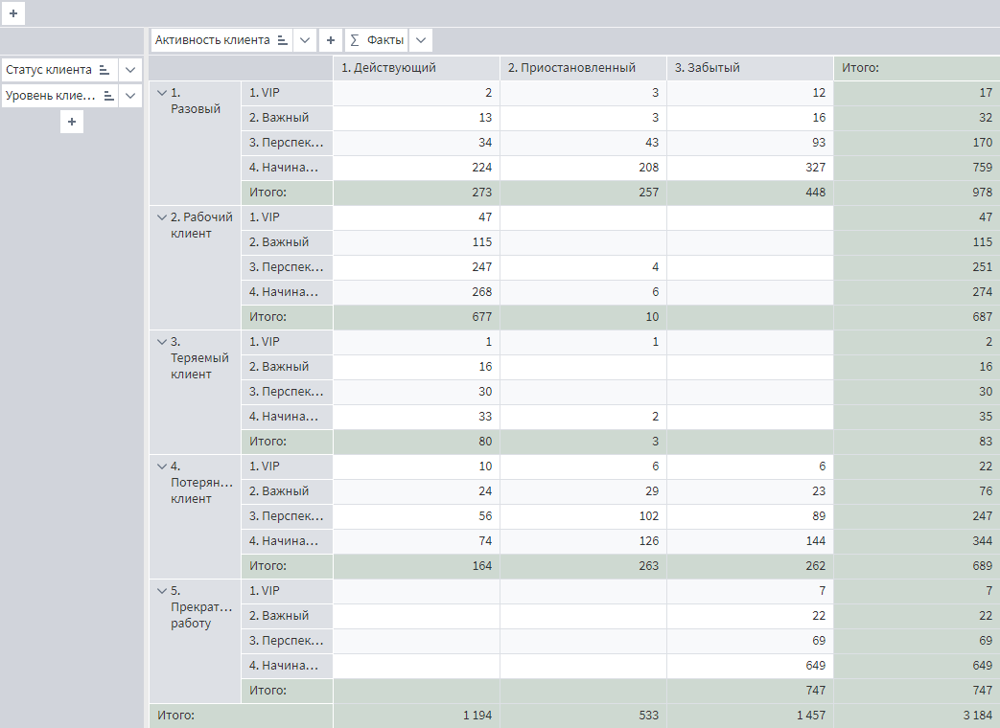 +
Активность клиента + Σ Факты
Статус клиента
Уровень клие...
+
1. Действующий 2. Приостановленный 3. Забытый Итого:
1. Разовый 1. VIP 2 3 12 17
2. Важный 13 3 16 32
3. Перспек... 34 43 93 170
4. Начина... 224 208 327 759
Итого: 273 257 448 978
2. Рабочий клиент 1. VIP 47 47
2. Важный 115 115
3. Перспек... 247 4 251
4. Начина... 268 6 274
Итого: 677 10 687
3. Теряемый клиент 1. VIP 1 1 2
2. Важный 16 16
3. Перспек... 30 30
4. Начина... 33 2 35
Итого: 80 3 83
4. Потерян... клиент 1. VIP 10 6 6 22
2. Важный 24 29 23 76
3. Перспек... 56 102 89 247
4. Начина... 74 126 144 344
Итого: 164 263 262 689
5. Прекрат... работу 1. VIP 7 7
2. Важный 22 22
3. Перспек... 69 69
4. Начина... 649 649
Итого: 747 747
Итого: 1 194 533 1 457 3 184